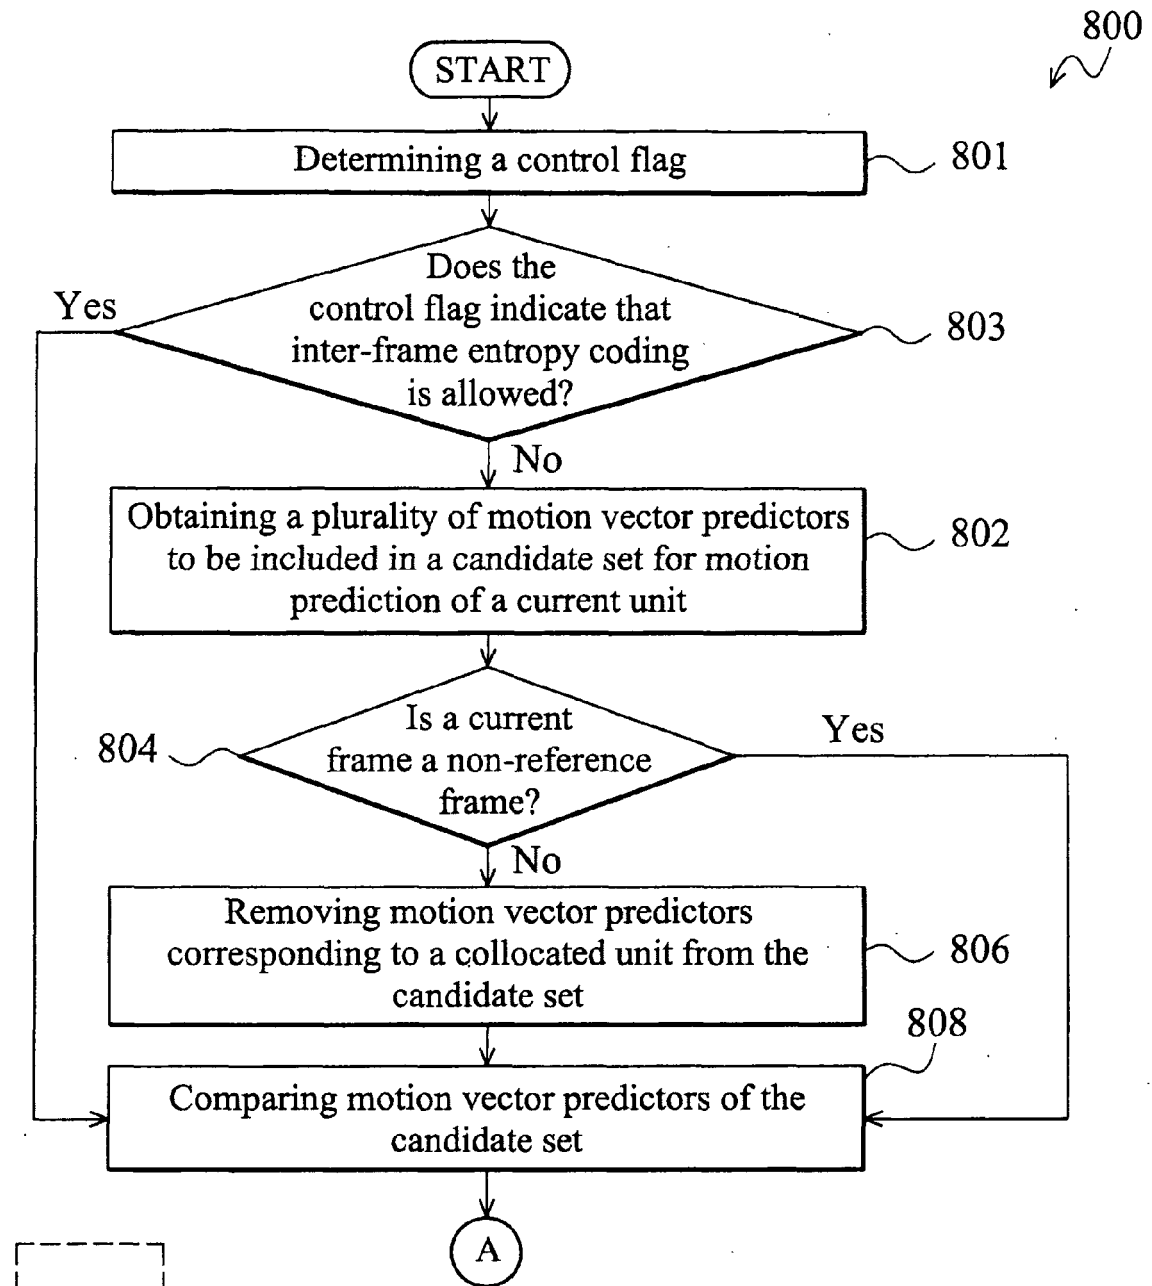 800
START
Determining a control flag
801
Does the
control flag indicate that
inter-frame entropy coding
is allowed?
Yes
803
No
Obtaining a plurality of motion vector predictors
to be included in a candidate set for motion
prediction of a current unit
802
Is a current
frame a non-reference
frame?
804
Yes
No
Removing motion vector predictors
corresponding to a collocated unit from the
candidate set
806
808
Comparing motion vector predictors of the
candidate set
A